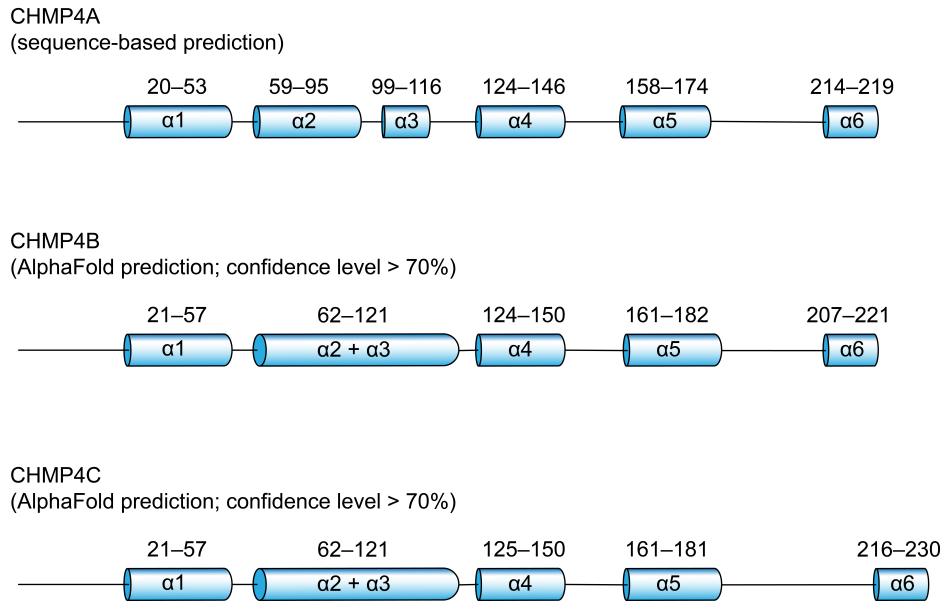 CHMP4A
(sequence-based prediction)
20–53 59–95 99–116 124–146 158–174 214–219
α1 α2 α3 α4 α5 α6
CHMP4B
(AlphaFold prediction; confidence level > 70%)
21–57 62–121 124–150 161–182 207–221
α1 α2 + α3 α4 α5 α6
CHMP4C
(AlphaFold prediction; confidence level > 70%)
21–57 62–121 125–150 161–181 216–230
α1 α2 + α3 α4 α5 α6